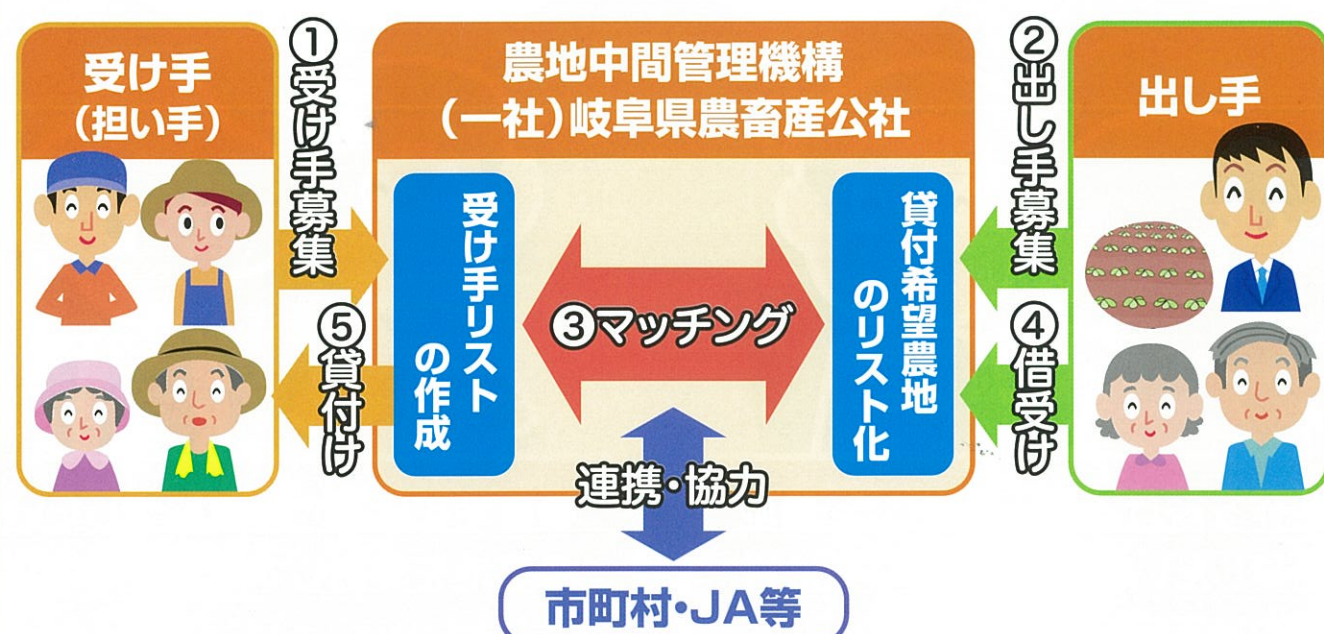 受け手
(担い手)
①受け手募集
⑤貸付け
農地中間管理機構
(一社)岐阜県農畜産公社
受け手リスト
の作成
③マッチング
貸付希望農地
のリスト化
連携・協力
市町村・JA等
②出し手募集
④借受け
出し手